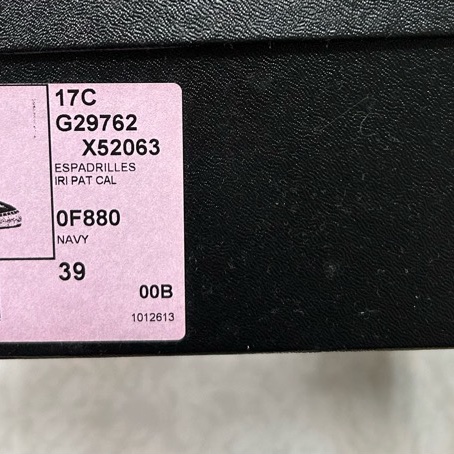 17C
G29762
X52063
ESPADRILLES
IRI PAT CAL
0F880
NAVY
39
00B
1012613